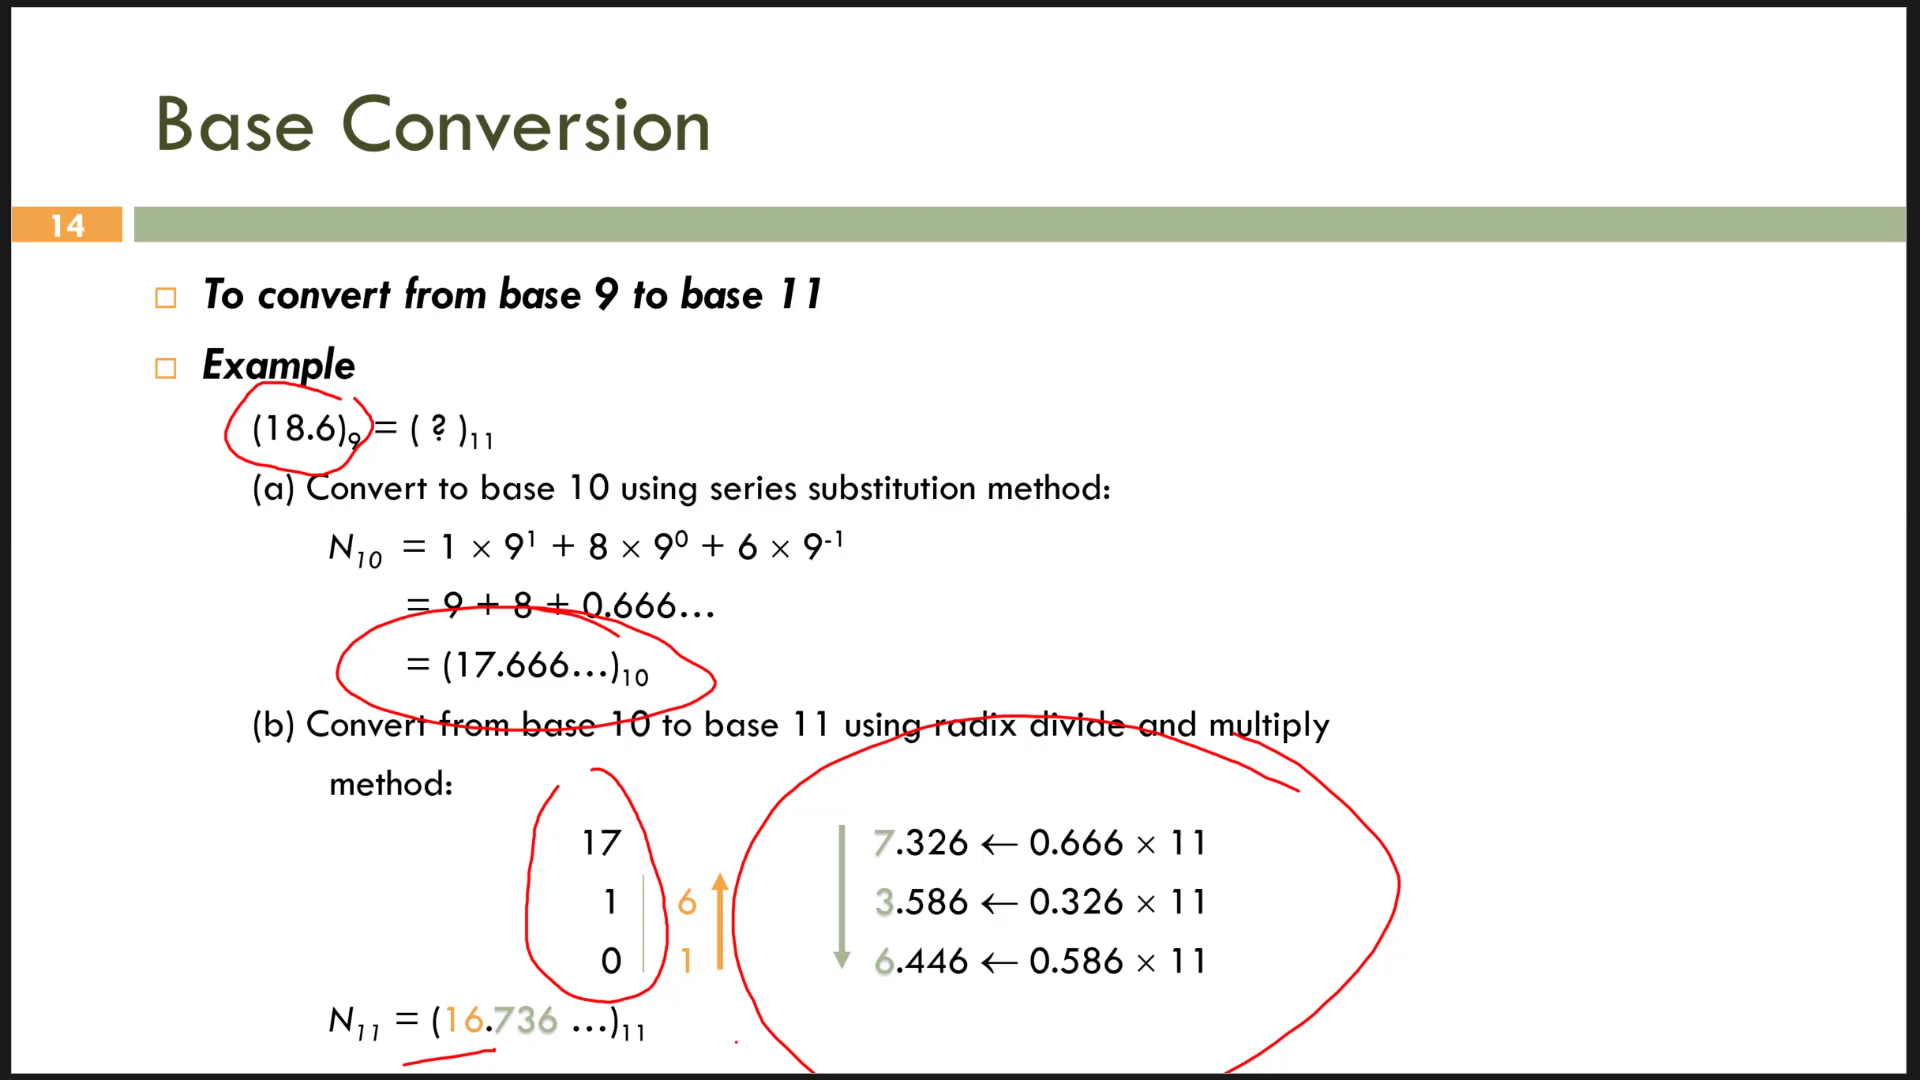 Base Conversion
14
To convert from base 9 to base 11
Example
(18.6)₉ = ( ? )₁₁
(a) Convert to base 10 using series substitution method:
N₁₀ = 1 × 9¹ + 8 × 9⁰ + 6 × 9⁻¹
= 9 + 8 + 0.666…
= (17.666…)₁₀
(b) Convert from base 10 to base 11 using radix divide and multiply
method:
17 7.326 ← 0.666 × 11
1 6 3.586 ← 0.326 × 11
0 1 6.446 ← 0.586 × 11
N₁₁ = (16.736 …)₁₁